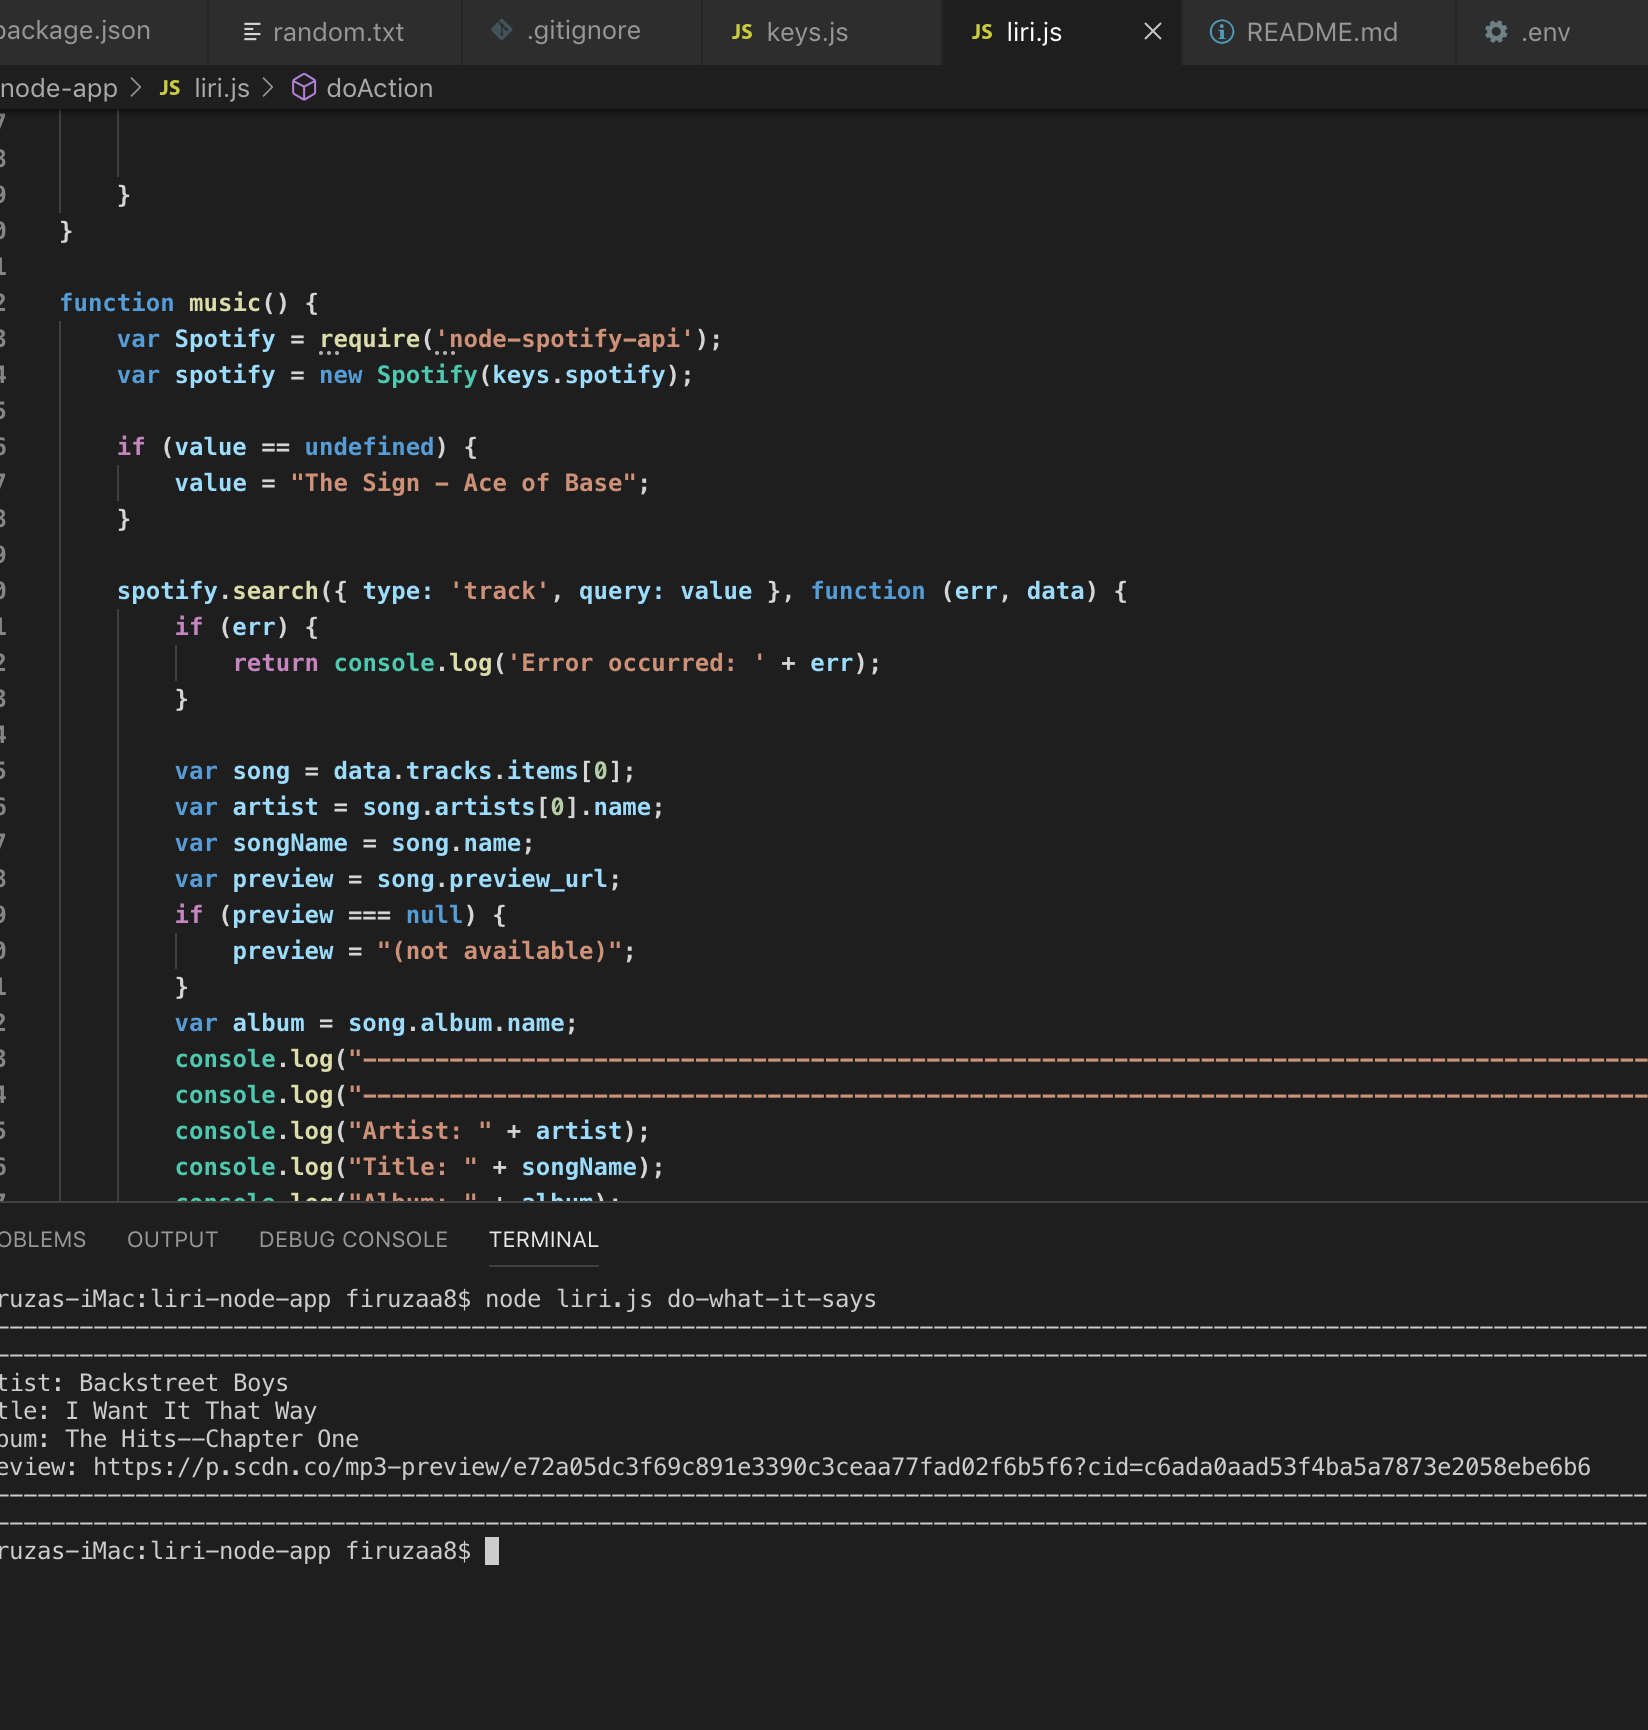 package.json random.txt .gitignore JS keys.js JS liri.js × README.md .env
node-app > JS liri.js > doAction
7
8
9 }
0 }
1
2 function music() {
3 var Spotify = require('node-spotify-api');
4 var spotify = new Spotify(keys.spotify);
5
6 if (value == undefined) {
7 value = "The Sign - Ace of Base";
8 }
9
0 spotify.search({ type: 'track', query: value }, function (err, data) {
1 if (err) {
2 return console.log('Error occurred: ' + err);
3 }
4
5 var song = data.tracks.items[0];
6 var artist = song.artists[0].name;
7 var songName = song.name;
8 var preview = song.preview_url;
9 if (preview === null) {
0 preview = "(not available)";
1 }
2 var album = song.album.name;
3 console.log("-----------------------------------------------------------------------------------------
4 console.log("-----------------------------------------------------------------------------------------
5 console.log("Artist: " + artist);
6 console.log("Title: " + songName);
7 console.log("Album: " + album);
OBLEMS OUTPUT DEBUG CONSOLE TERMINAL
ruzas-iMac:liri-node-app firuzaa8$ node liri.js do-what-it-says
----------------------------------------------------------------------------------------------------------------------
----------------------------------------------------------------------------------------------------------------------
tist: Backstreet Boys
tle: I Want It That Way
bum: The Hits--Chapter One
eview: https://p.scdn.co/mp3-preview/e72a05dc3f69c891e3390c3ceaa77fad02f6b5f6?cid=c6ada0aad53f4ba5a7873e2058ebe6b6
----------------------------------------------------------------------------------------------------------------------
----------------------------------------------------------------------------------------------------------------------
ruzas-iMac:liri-node-app firuzaa8$